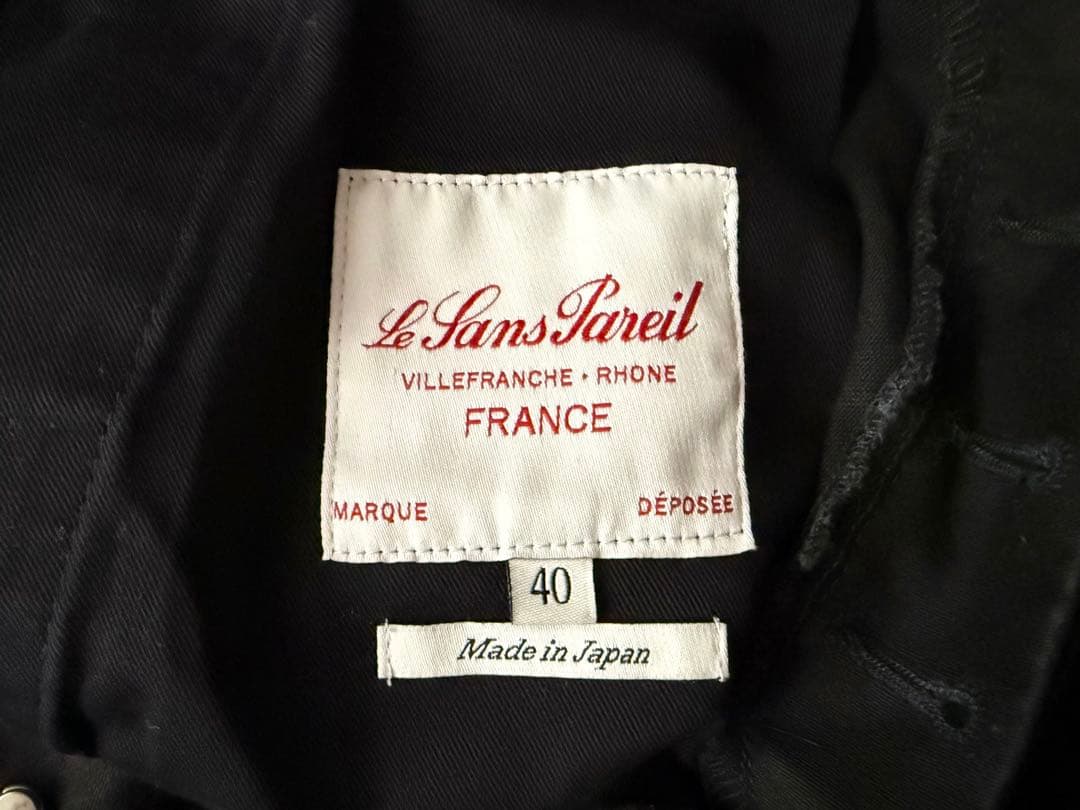 Le Sans Pareil
VILLEFRANCHE • RHONE
FRANCE
MARQUE DÉPOSÉE
40
Made in Japan